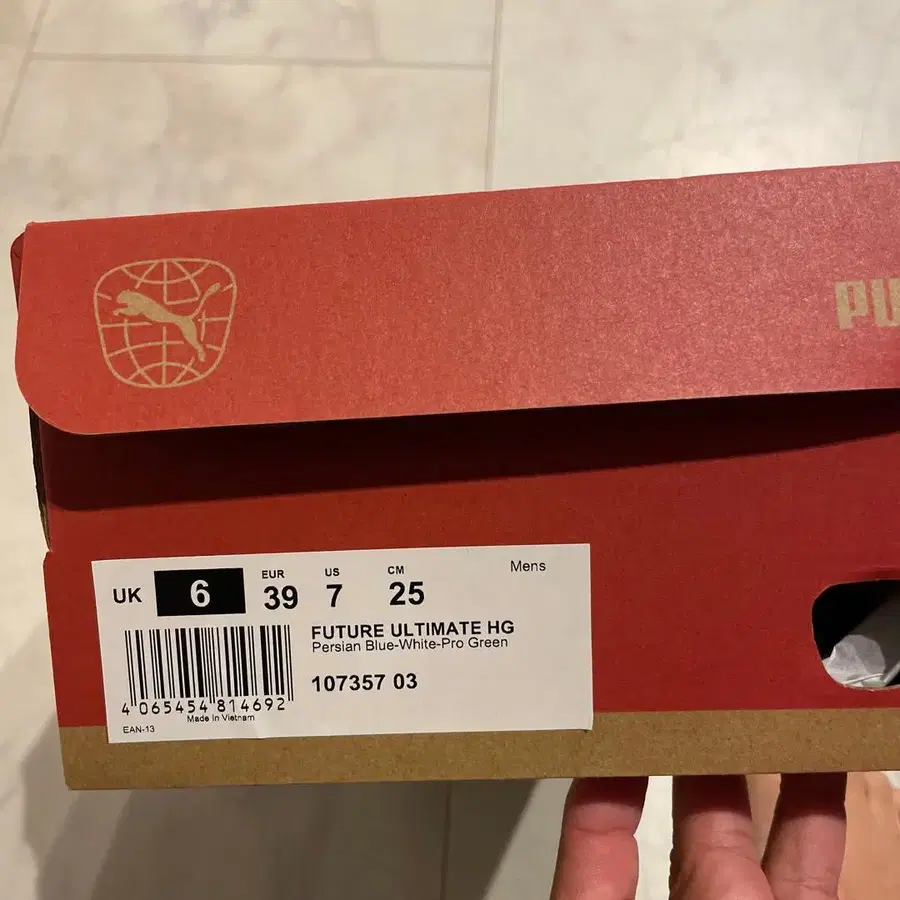 PU
UK 6 EUR 39 US 7 CM 25 Mens
FUTURE ULTIMATE HG
Persian Blue-White-Pro Green
107357 03
4 065454 814692
Made in Vietnam
EAN-13